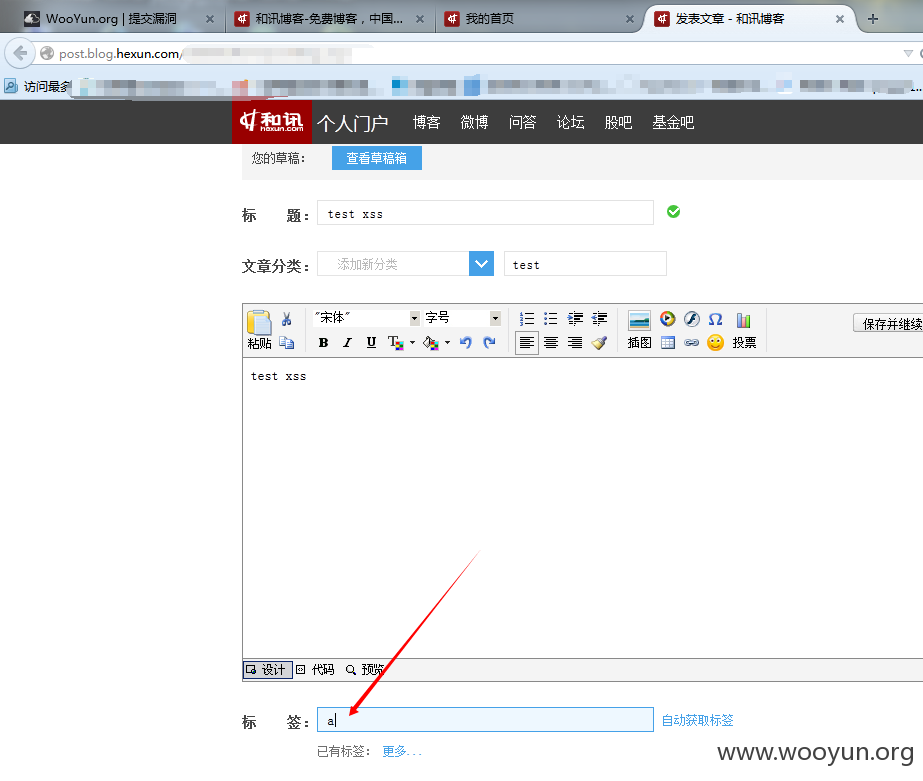 WooYun.org | 提交漏洞
和讯博客-免费博客，中国...
我的首页
发表文章 - 和讯博客
post.blog.hexun.com/
访问最多
和讯
hexun.com
个人门户 博客 微博 问答 论坛 股吧 基金吧
您的草稿： 查看草稿箱
标 题： test xss
文章分类： 添加新分类 test
"宋体" 字号
保存并继续
粘贴 B I U T 插图 投票
test xss
设计 代码 预览
标 签： a 自动获取标签
已有标签： 更多...
www.wooyun.org